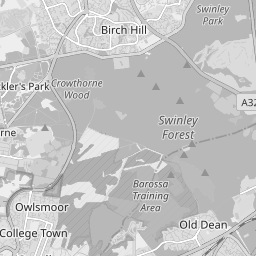 Swinley
Park
Birch Hill
Crowthorne
Wood
kler's Park
A32
Swinley
Forest
rne
Barossa
Training
Area
Owlsmoor
College Town
Old Dean